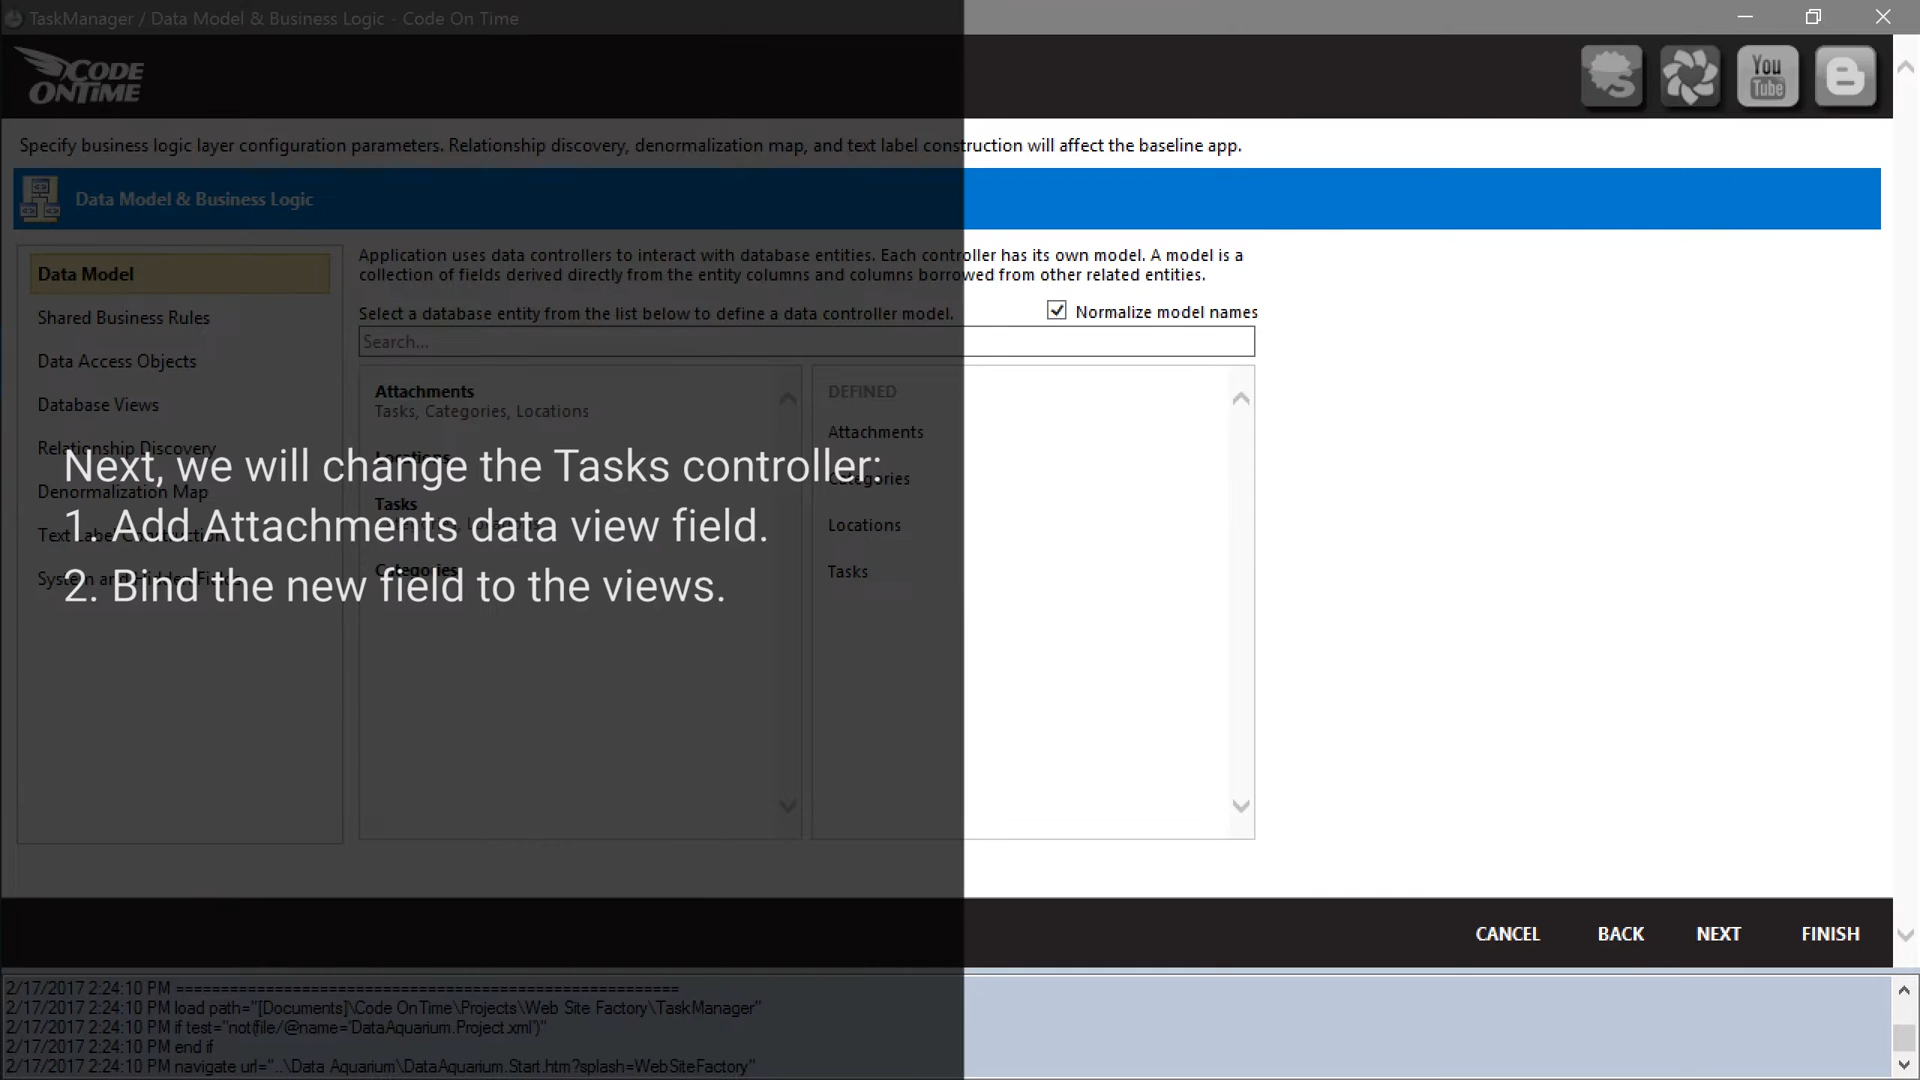 TaskManager / Data Model & Business Logic - Code On Time
CODE
ONTIME
You
Tube
Specify business logic layer configuration parameters. Relationship discovery, denormalization map, and text label construction will affect the baseline app.
Data Model & Business Logic
Data Model
Shared Business Rules
Data Access Objects
Database Views
Relationship Discovery
Denormalization Map
Application uses data controllers to interact with database entities. Each controller has its own model. A model is a
collection of fields derived directly from the entity columns and columns borrowed from other related entities.
Select a database entity from the list below to define a data controller model.
Normalize model names
Search...
Attachments
Tasks, Categories, Locations
Locations
Tasks
Categories
DEFINED
Attachments
Categories
Locations
Tasks
Next, we will change the Tasks controller:
1. Add Attachments data view field.
2. Bind the new field to the views.
CANCEL
BACK
NEXT
FINISH
2/17/2017 2:24:10 PM ========================================================
2/17/2017 2:24:10 PM load path="[Documents]\Code OnTime\Projects\Web Site Factory\TaskManager"
2/17/2017 2:24:10 PM if test="not(file/@name='DataAquarium.Project.xml')"
2/17/2017 2:24:10 PM end if
2/17/2017 2:24:10 PM navigate url="..\Data Aquarium\DataAquarium.Start.htm?splash=WebSiteFactory"